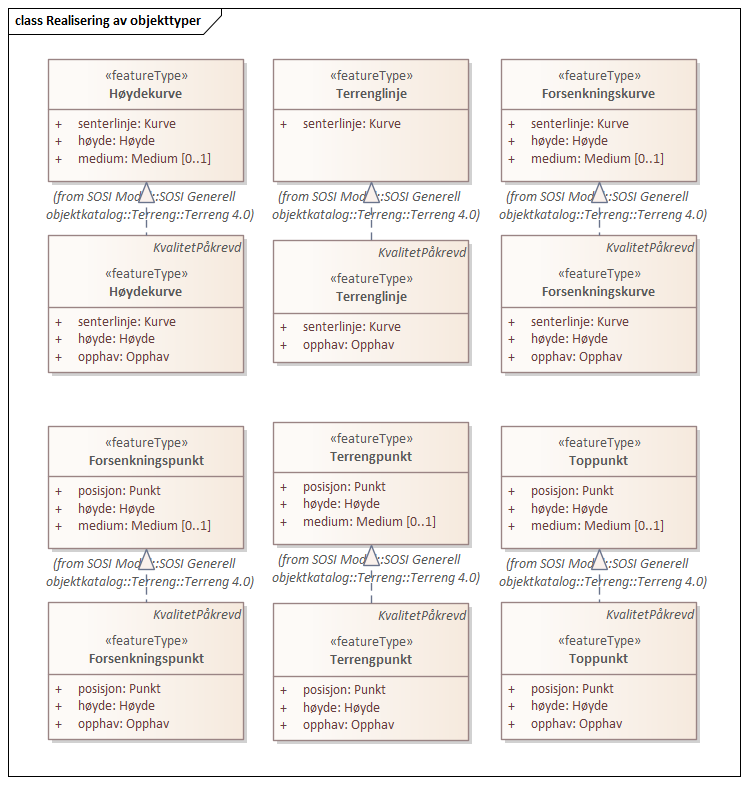 class Realisering av objekttyper
«featureType»
Høydekurve
+ senterlinje: Kurve
+ høyde: Høyde
+ medium: Medium [0..1]
(from SOSI Mode::SOSI Generell
objektkatalog::Terreng::Terreng 4.0)
«featureType»
Terrenglinje
+ senterlinje: Kurve
(from SOSI Mod::SOSI Generell
objektkatalog::Terreng::Terreng 4.0)
«featureType»
Forsenkningskurve
+ senterlinje: Kurve
+ høyde: Høyde
+ medium: Medium [0..1]
(from SOSI Mod::SOSI Generell
objektkatalog::Terreng::Terreng 4.0)
KvalitetPåkrevd
«featureType»
Høydekurve
+ senterlinje: Kurve
+ høyde: Høyde
+ opphav: Opphav
KvalitetPåkrevd
«featureType»
Terrenglinje
+ senterlinje: Kurve
+ opphav: Opphav
KvalitetPåkrevd
«featureType»
Forsenkningskurve
+ senterlinje: Kurve
+ høyde: Høyde
+ opphav: Opphav
«featureType»
Forsenkningspunkt
+ posisjon: Punkt
+ høyde: Høyde
+ medium: Medium [0..1]
(from SOSI Mod::SOSI Generell
objektkatalog::Terreng::Terreng 4.0)
«featureType»
Terrengpunkt
+ posisjon: Punkt
+ høyde: Høyde
+ medium: Medium [0..1]
(from SOSI Mod::SOSI Generell
objektkatalog::Terreng::Terreng 4.0)
«featureType»
Toppunkt
+ posisjon: Punkt
+ høyde: Høyde
+ medium: Medium [0..1]
(from SOSI Mod::SOSI Generell
objektkatalog::Terreng::Terreng 4.0)
KvalitetPåkrevd
«featureType»
Forsenkningspunkt
+ posisjon: Punkt
+ høyde: Høyde
+ opphav: Opphav
KvalitetPåkrevd
«featureType»
Terrengpunkt
+ posisjon: Punkt
+ høyde: Høyde
+ opphav: Opphav
KvalitetPåkrevd
«featureType»
Toppunkt
+ posisjon: Punkt
+ høyde: Høyde
+ opphav: Opphav